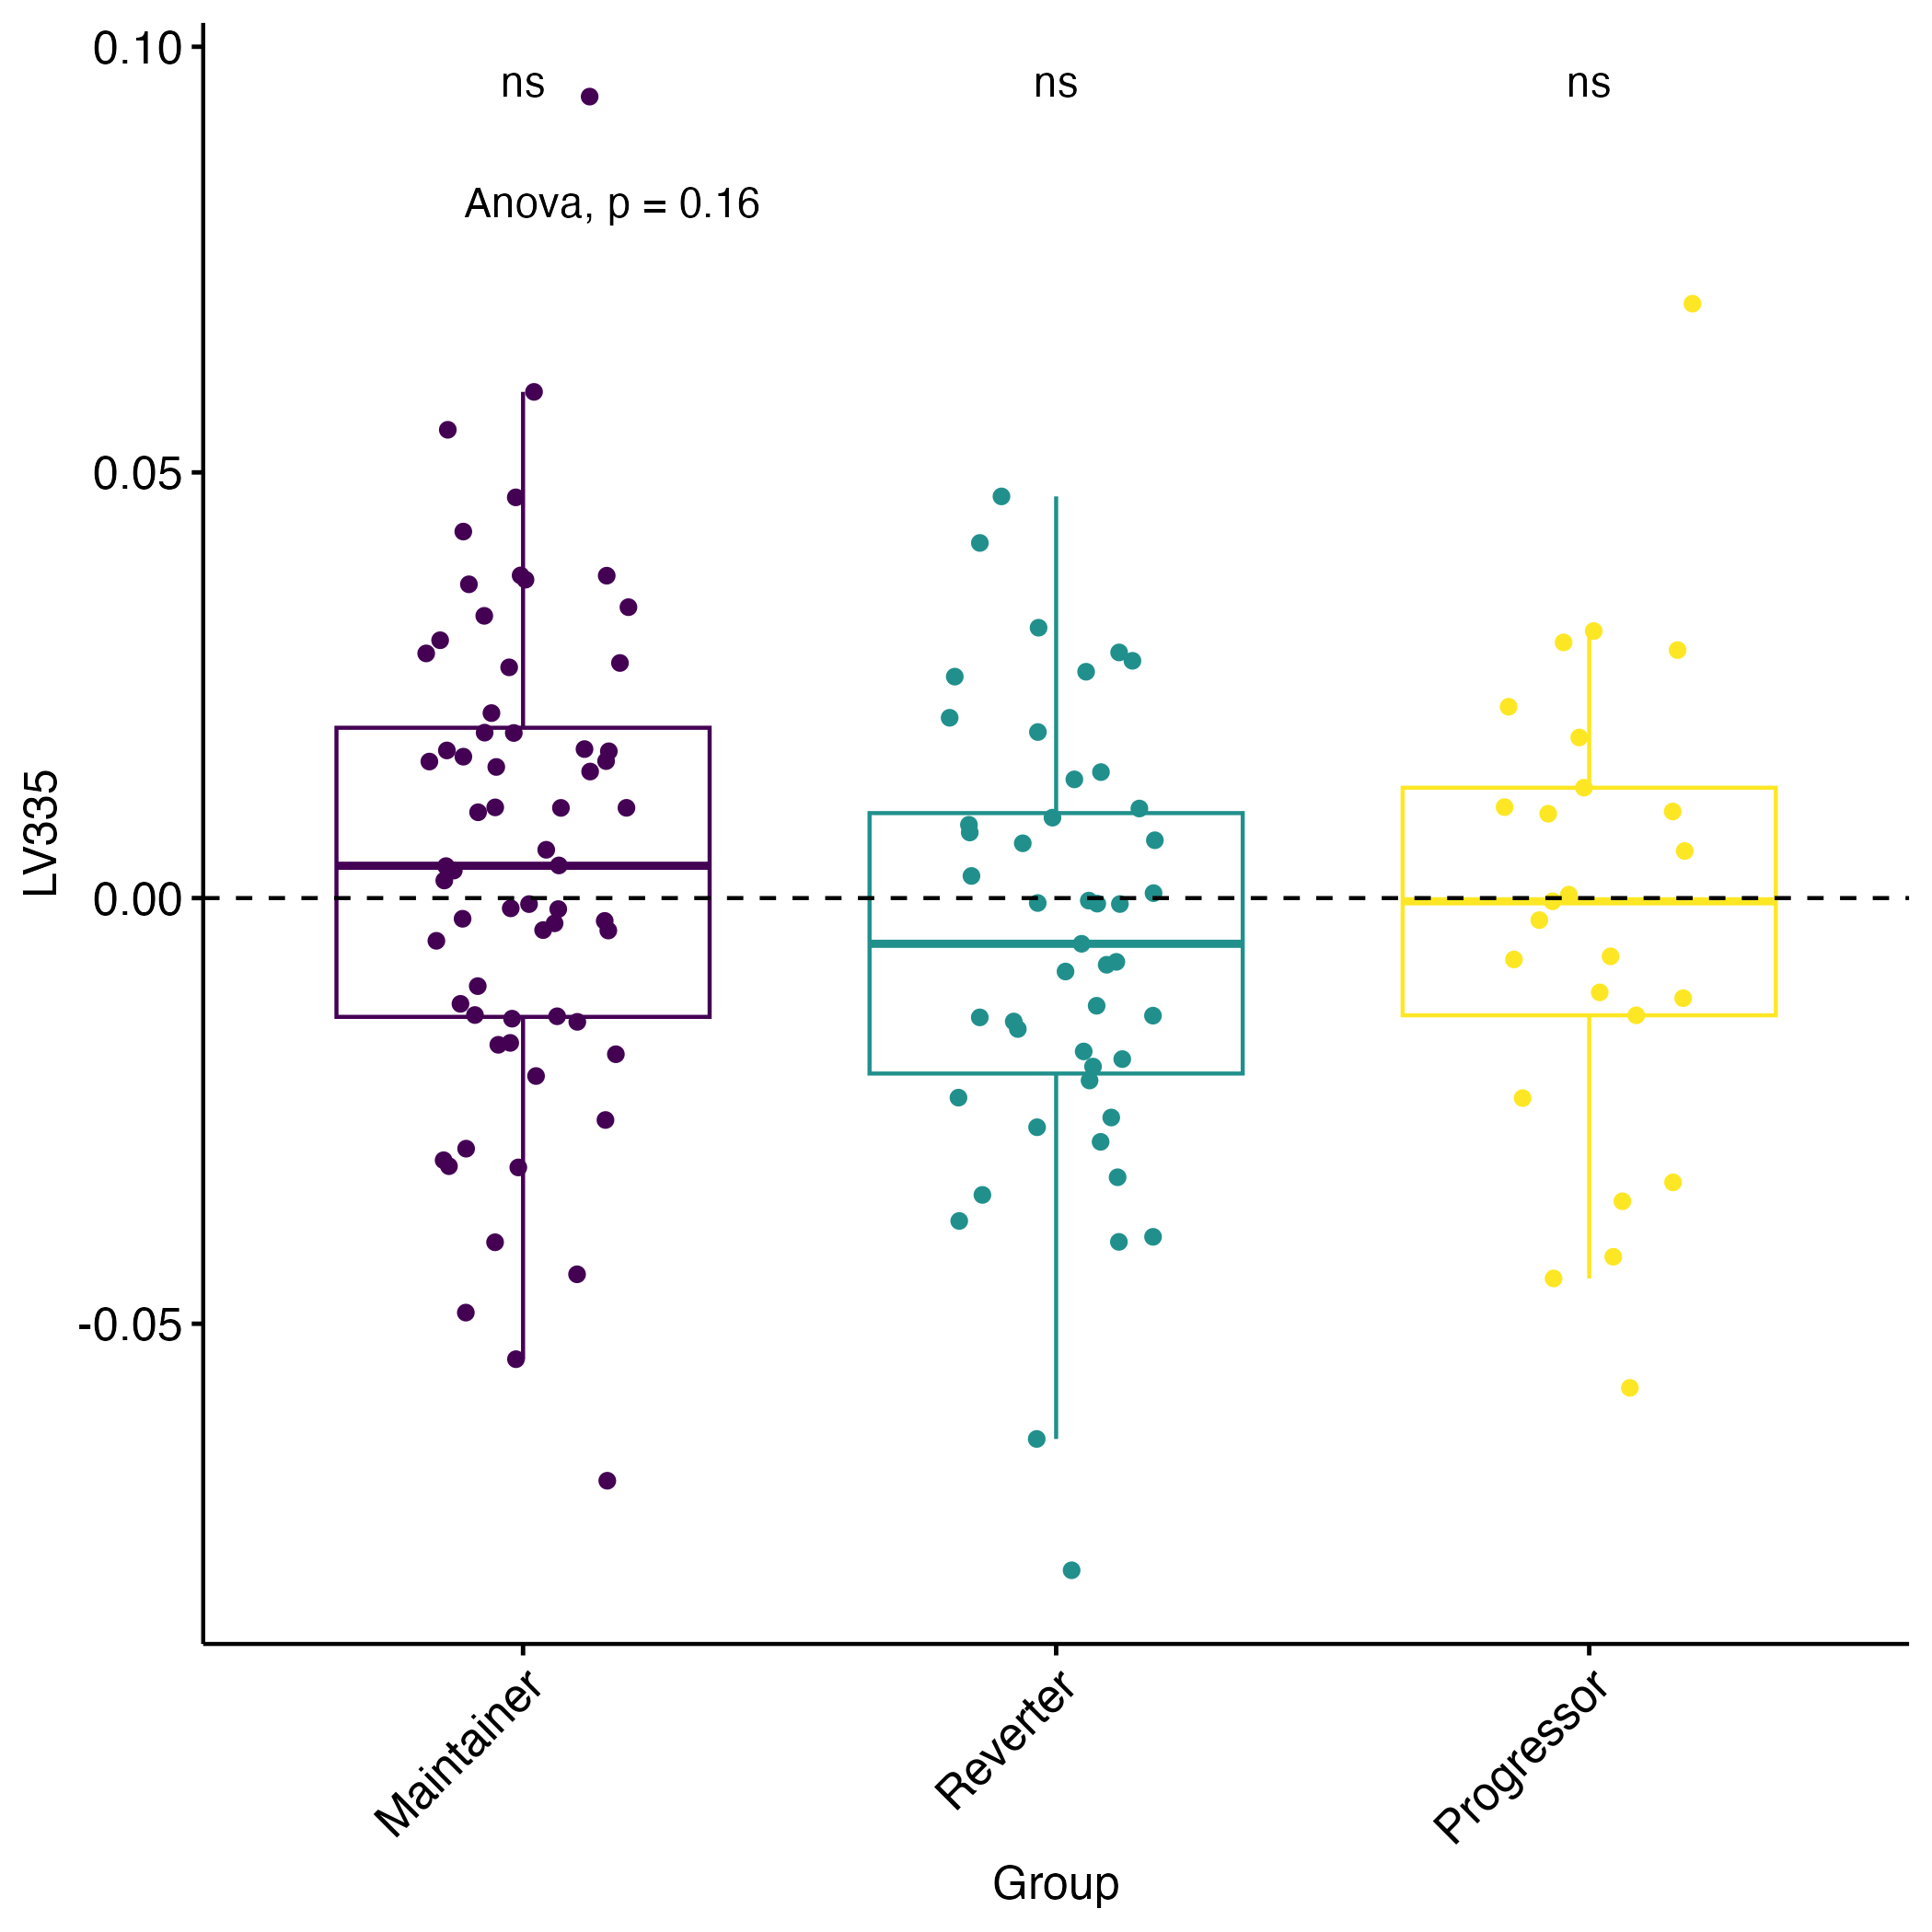 0.10
ns
ns
ns
Anova, p = 0.16
0.05
LV335
0.00
-0.05
Maintainer
Reverter
Progressor
Group